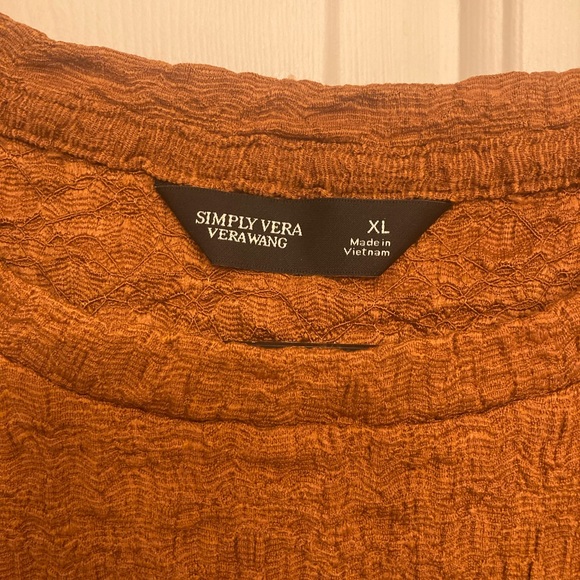 SIMPLY VERA
VERA WANG
XL
Made in
Vietnam